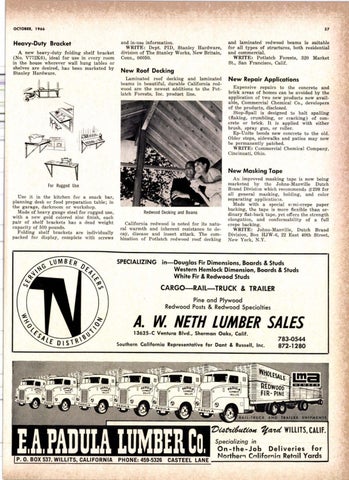 OCTOBER, 1966
27
Heavy-Duty Bracket
A new heavy-duty folding shelf bracket
(No. V772K8), ideal for use in every room
in the house wherever wall hung tables or
shelves are desired, has been marketed by
Stanley Hardware.
For Rugged Use
Use it in the kitchen for a snack bar,
planning desk or food preparation table; in
the garage, darkroom or workshop.
Made of heavy gauge steel for rugged use,
with a new gold colored zinc finish, each
pair of shelf brackets has a dead weight
capacity of 500 pounds.
Folding shelf brackets are individually
packed for display, complete with screws
and in-use information.
WRITE: Dept. PID, Stanley Hardware,
division of The Stanley Works, New Britain,
Conn., 06050.
New Roof Decking
Laminated roof decking and laminated
beams in beautiful, durable California red-
wood are the newest additions to the Pot-
latch Forests, Inc. product line.
Redwood Decking and Beams
California redwood is noted for its natu-
ral warmth and inherent resistance to de-
cay, disease and insect attack. The com-
bination of Potlatch redwood roof decking
and laminated redwood beams is suitable
for all types of structures, both residential
and commercial.
WRITE: Potlatch Forests, 320 Market
St., San Francisco, Calif.
New Repair Applications
Expensive repairs to the concrete and
brick areas of homes can be avoided by the
application of two new products now avail-
able, Commercial Chemical Co., developers
of the products, disclosed.
Stop-Spall is designed to halt spalling
(flaking, crumbling, or cracking) of con-
crete or brick. It is applied with either
brush, spray gun, or roller.
Ep-Unite bonds new concrete to the old.
Now steps, sidewalks and patios may now
be permanently patched.
WRITE: Commercial Chemical Company,
Cincinnati, Ohio.
New Masking Tape
An improved masking tape is now being
marketed by the Johns-Manville Dutch
Brand Division which recommends #290 for
all general masking, holding, and color
separating applications.
Made with a special semi-crepe paper
backing, the tape is more flexible than or-
dinary flat-back tape, yet offers the strength
elongation, and conformability of a full
crepe backing.
WRITE: Johns-Manville, Dutch Brand
Division, Box HJW-6, 22 East 40th Street,
New York, N.Y.
SERVING LUMBER DEALERS
N
WHOLESALE DISTRIBUTION
SPECIALIZING in—Douglas Fir Dimensions, Boards & Studs
Western Hemlock Dimension, Boards & Studs
White Fir & Redwood Studs
CARGO—RAIL—TRUCK & TRAILER
Pine and Plywood
Redwood Posts & Redwood Specialties
A. W. NETH LUMBER SALES
13635-C Ventura Blvd., Sherman Oaks, Calif.
783-0544
872-1280
Southern California Representative for Dant & Russell, Inc.
WHOLESALE
REDWOOD
FIR - PINE
RAIL-TRUCK AND TRAILER SHIPMENTS
E.A. PADULA LUMBER Co.
P. O. BOX 537, WILLITS, CALIFORNIA PHONE: 459-5326 CASTEEL LANE
Distribution Yard WILLITS, CALIF.
Specializing in
On-the-Job Deliveries for
Northern California Retail Yards